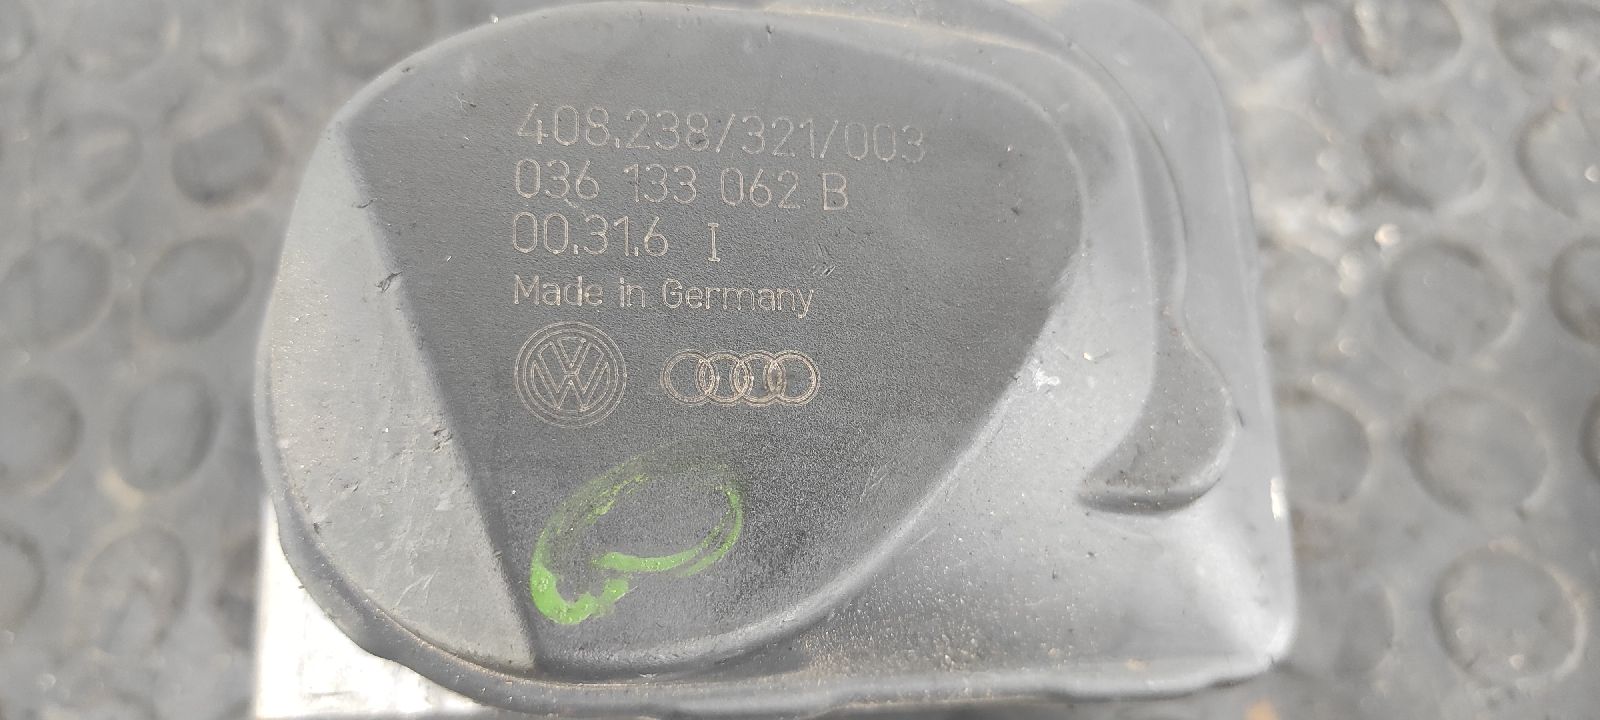 408.238/321/003
036 133 062 B
00.31.6 I
Made in Germany